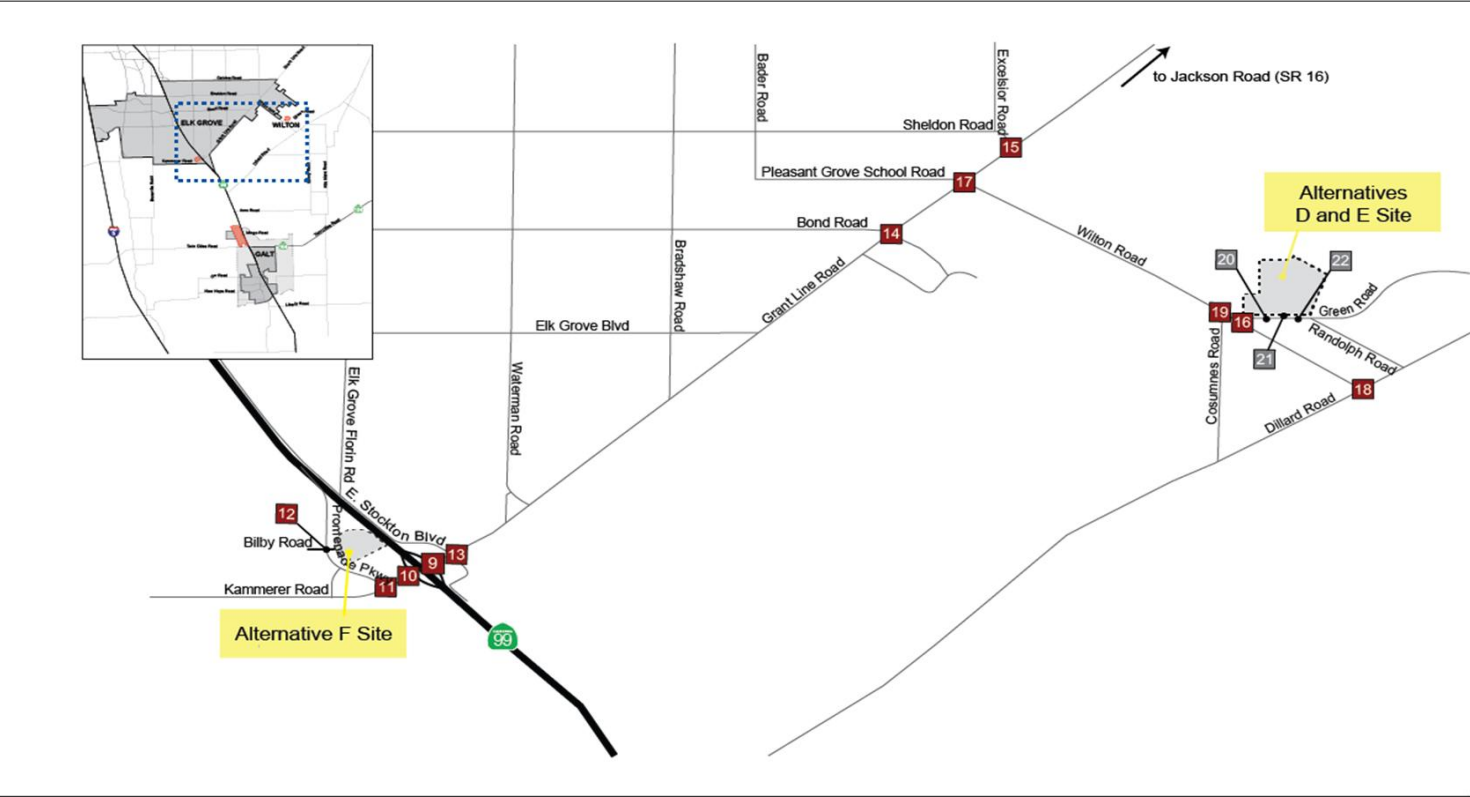 ELK GROVE
WILTON
GALT
Bader Road
Excelsior Road
to Jackson Road (SR 16)
Sheldon Road
15
Pleasant Grove School Road
17
Bond Road
14
Wilton Road
Alternatives
D and E Site
20
22
Bradshaw Road
Grant Line Road
Green Road
19
16
Elk Grove Blvd
Randolph Road
21
Cosumnes Road
Waterman Road
Elk Grove Florin Rd
18
Dillard Road
E. Stockton Blvd
12
Promenade Pkwy
Bilby Road
13
9
10
11
Kammerer Road
Alternative F Site
99